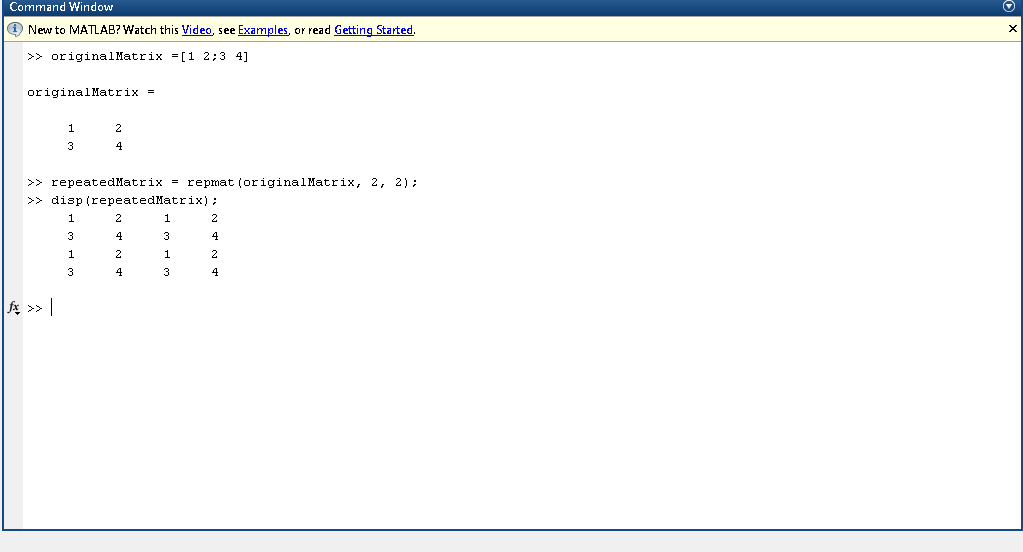 Command Window
New to MATLAB? Watch this Video, see Examples, or read Getting Started.
>> originalMatrix =[1 2;3 4]
originalMatrix =
1 2
3 4
>> repeatedMatrix = repmat(originalMatrix, 2, 2);
>> disp(repeatedMatrix);
1 2 1 2
3 4 3 4
1 2 1 2
3 4 3 4
fx >>